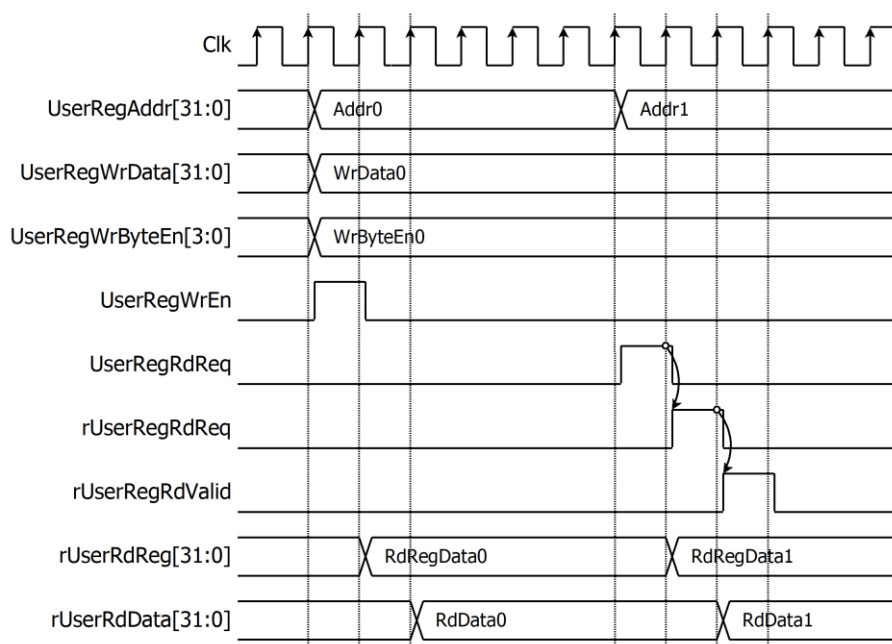 Clk
UserRegAddr[31:0] Addr0 Addr1
UserRegWrData[31:0] WrData0
UserRegWrByteEn[3:0] WrByteEn0
UserRegWrEn
UserRegRdReq
rUserRegRdReq
rUserRegRdValid
rUserRdReg[31:0] RdRegData0 RdRegData1
rUserRdData[31:0] RdData0 RdData1